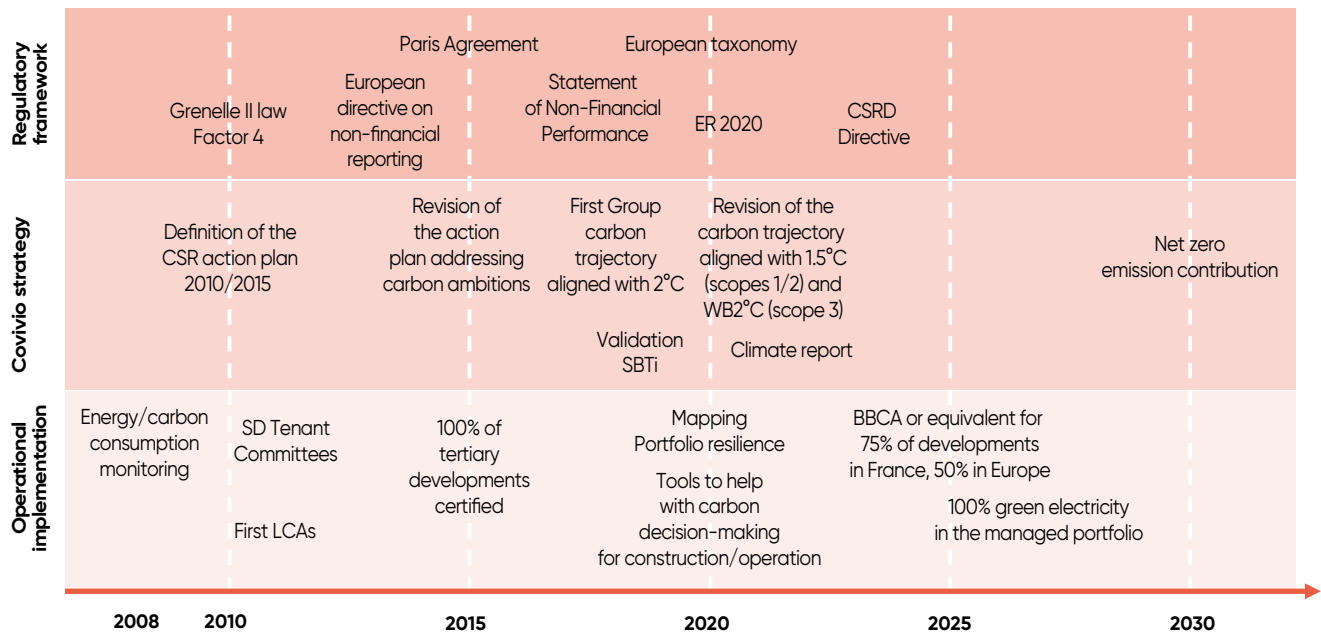 Regulatory
framework
Paris Agreement
European taxonomy
Grenelle II law
Factor 4
European
directive on
non-financial
reporting
Statement
of Non-Financial
Performance
ER 2020
CSRD
Directive
Covivio strategy
Definition of the
CSR action plan
2010/2015
Revision of
the action
plan addressing
carbon ambitions
First Group
carbon
trajectory
aligned with 2°C
Revision of the
carbon trajectory
aligned with 1.5°C
(scopes 1/2) and
WB2°C (scope 3)
Net zero
emission contribution
Validation
SBTi
Climate report
Operational
implementation
Energy/carbon
consumption
monitoring
SD Tenant
Committees
First LCAs
100% of
tertiary
developments
certified
Mapping
Portfolio resilience
Tools to help
with carbon
decision-making
for construction/operation
BBCA or equivalent for
75% of developments
in France, 50% in Europe
100% green electricity
in the managed portfolio
2008
2010
2015
2020
2025
2030